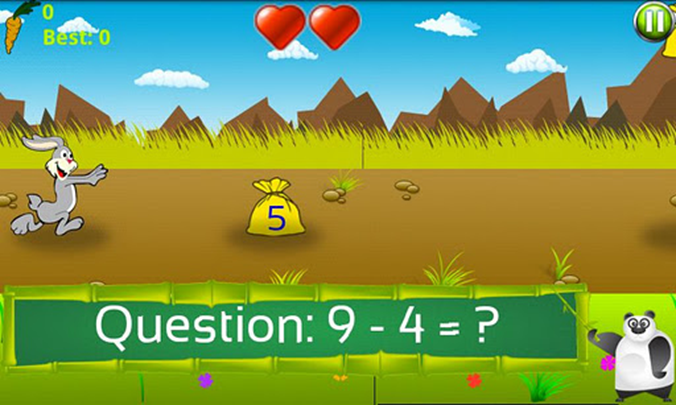 0
Best: 0
5
Question: 9 - 4 = ?